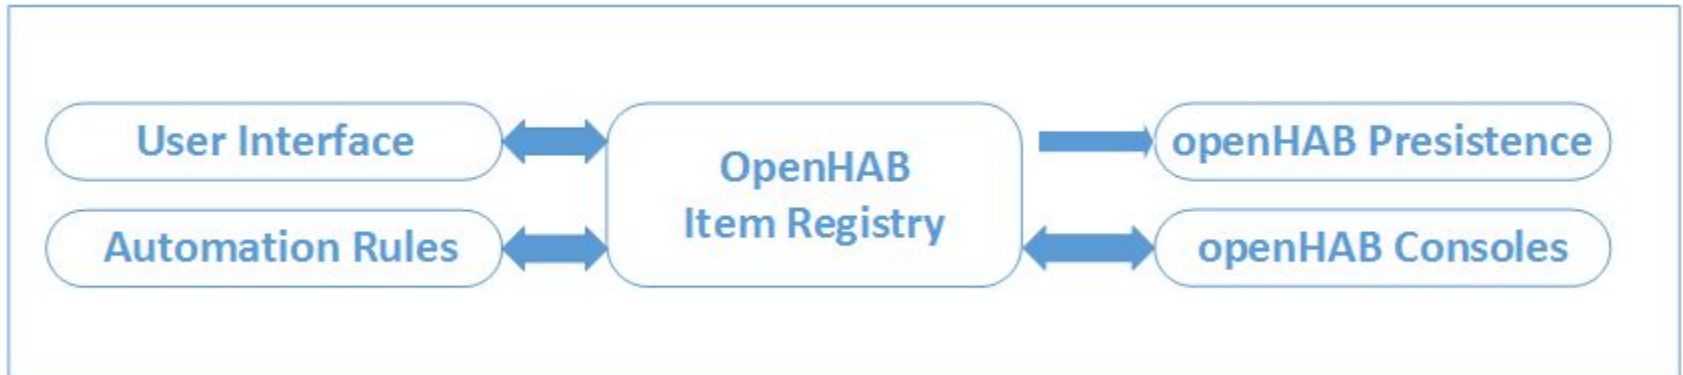 User Interface
OpenHAB
Item Registry
openHAB Presistence
Automation Rules
openHAB Consoles